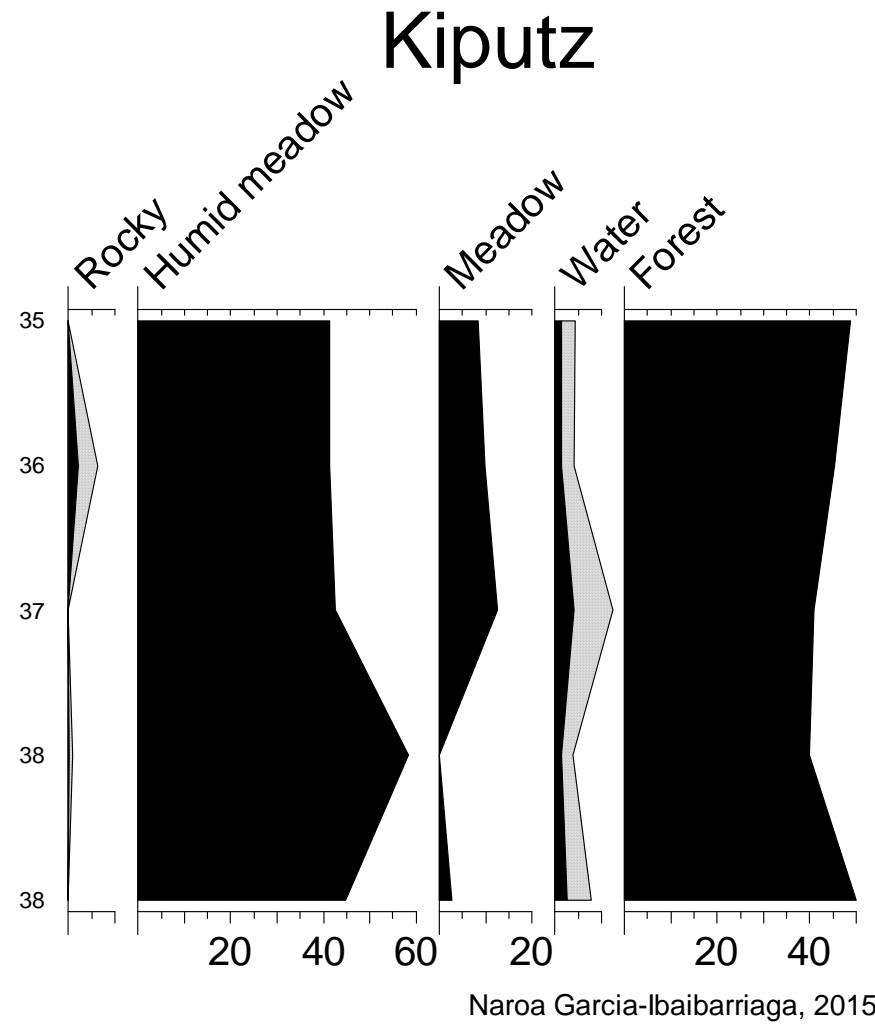 Kiputz
Rocky
Humid meadow
Meadow
Water
Forest
35
36
37
38
38
20 40 60 20 20 40
Naroa Garcia-Ibaibarriaga, 2015